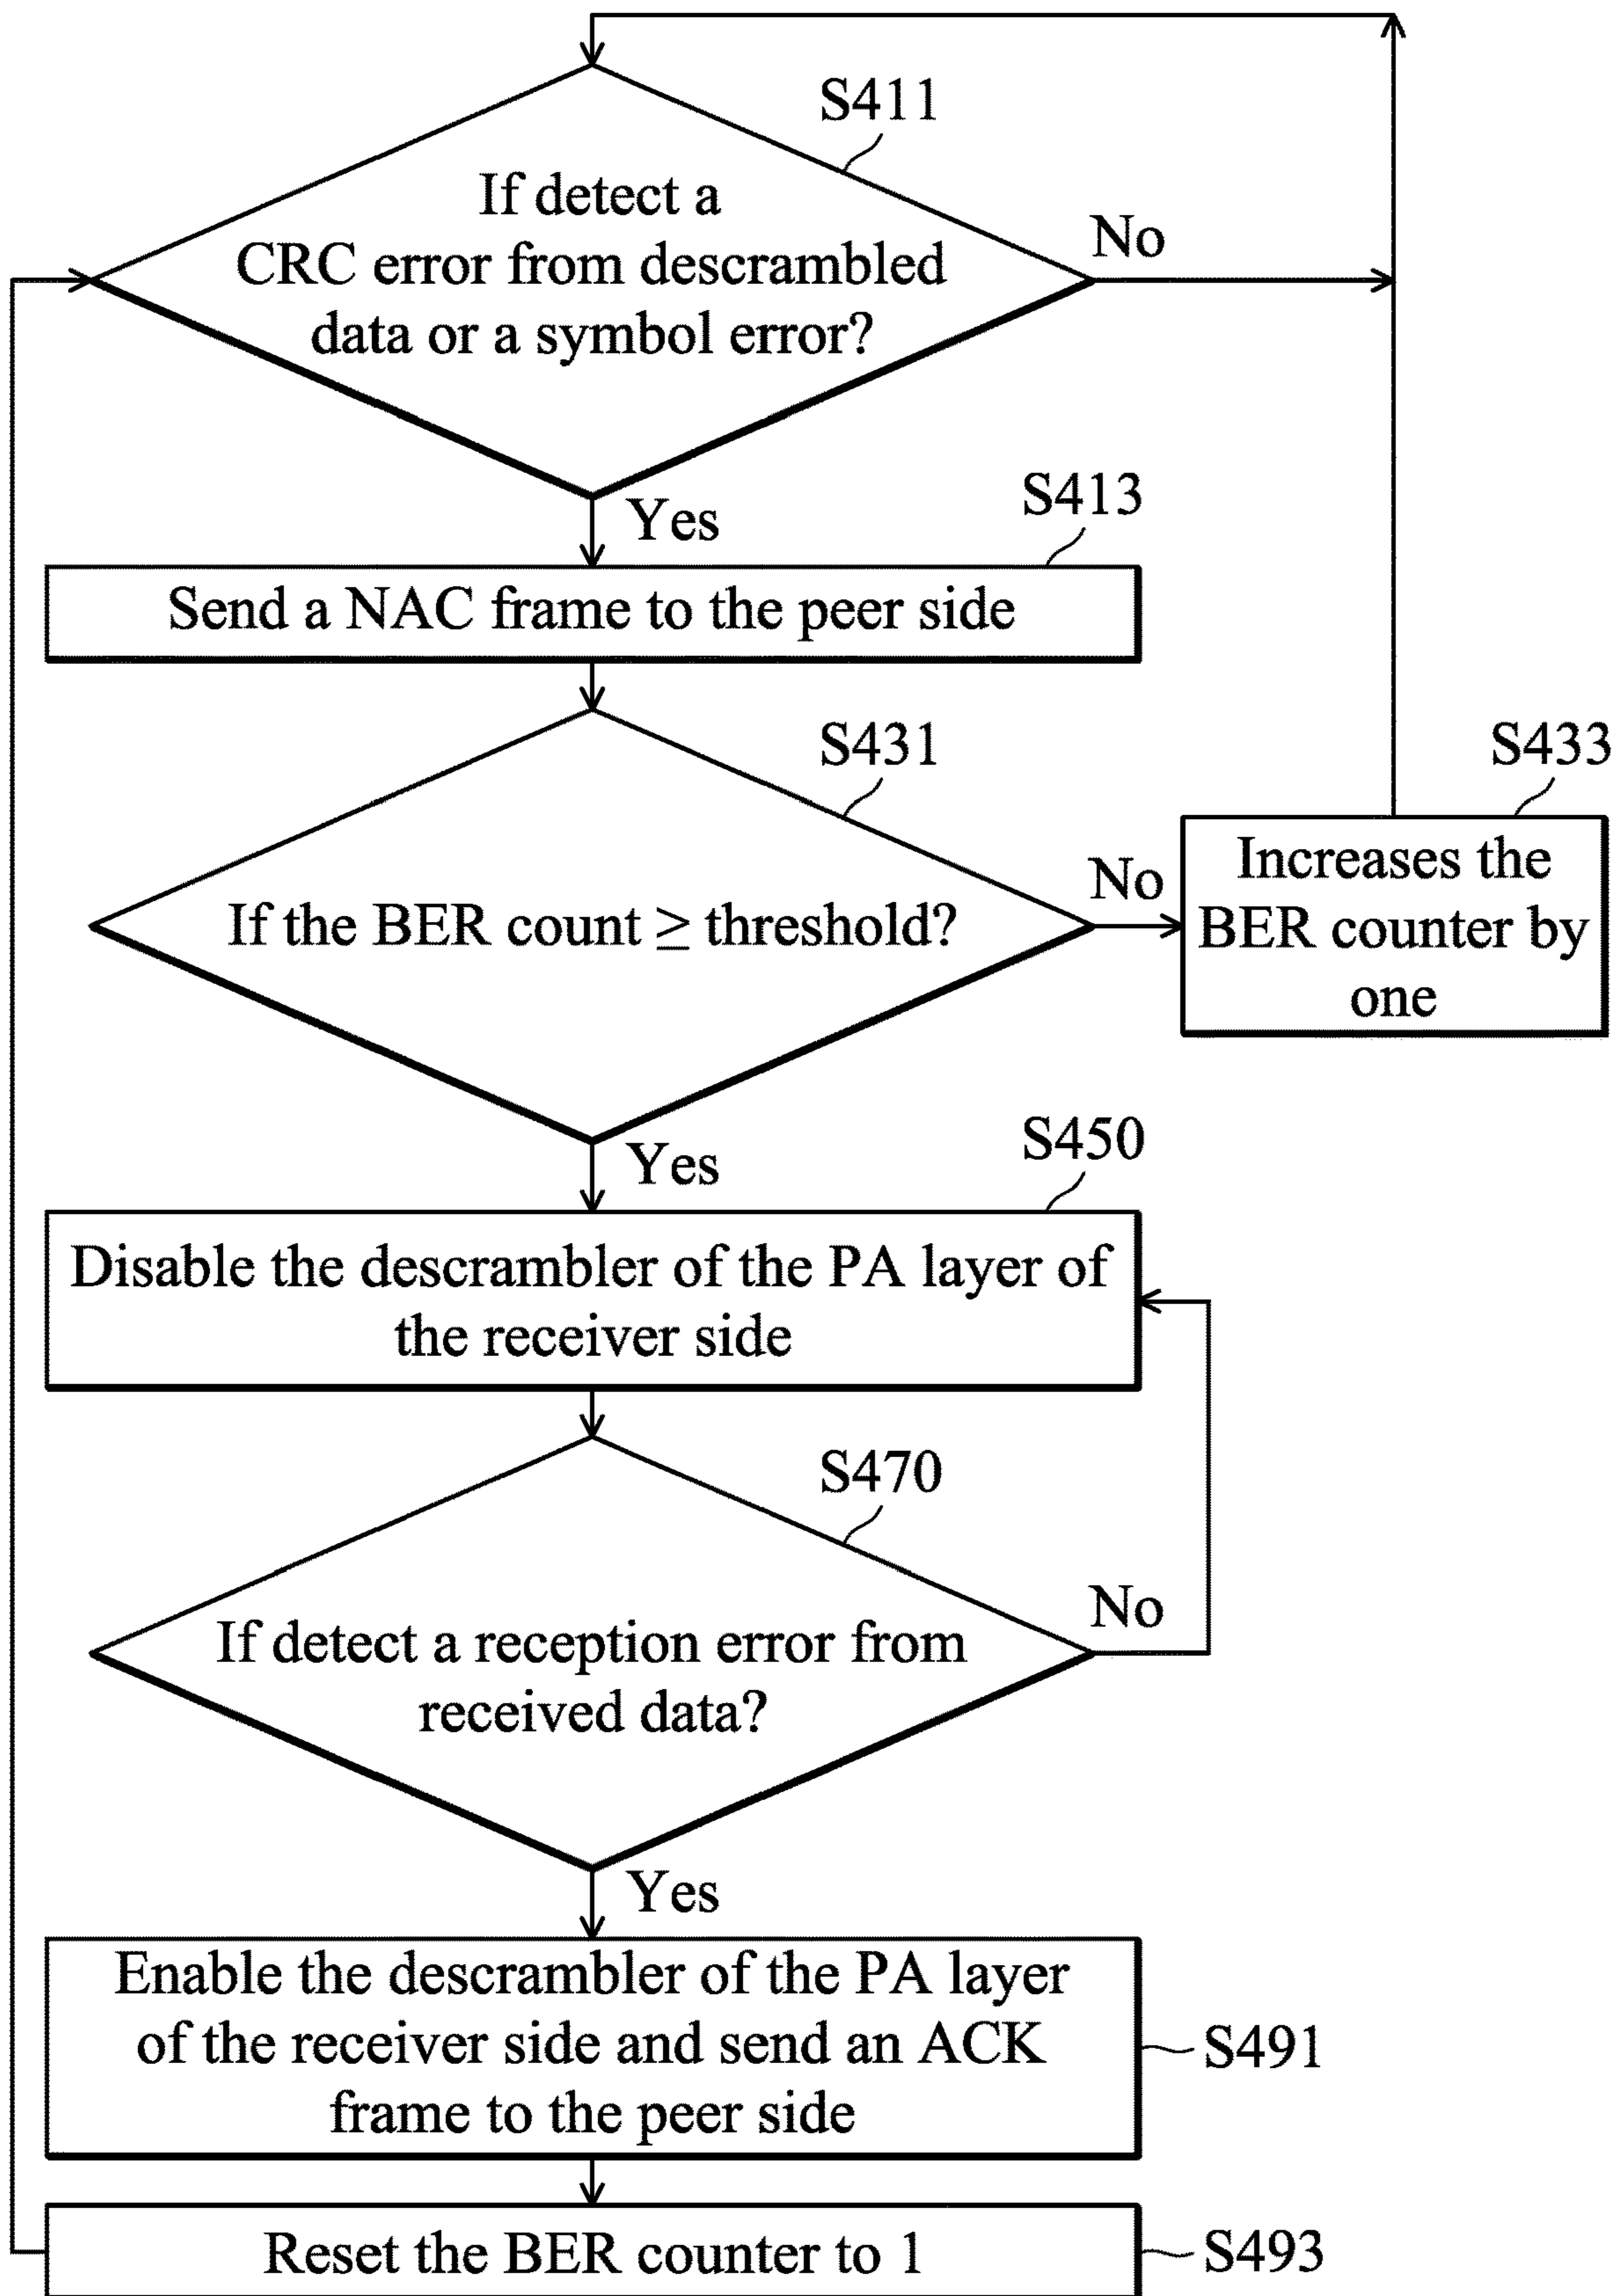 S411
If detect a
CRC error from descrambled
data or a symbol error?
No
Yes
S413
Send a NAC frame to the peer side
S431
If the BER count ≥ threshold?
No
S433
Increases the
BER counter by
one
Yes
S450
Disable the descrambler of the PA layer of
the receiver side
S470
If detect a reception error from
received data?
No
Yes
Enable the descrambler of the PA layer
of the receiver side and send an ACK
frame to the peer side
S491
Reset the BER counter to 1
S493